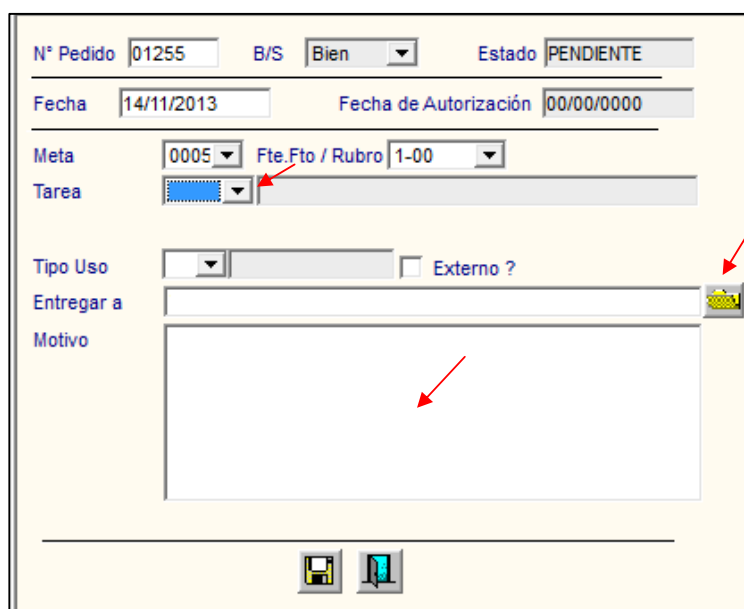 N° Pedido 01255 B/S Bien Estado PENDIENTE
Fecha 14/11/2013 Fecha de Autorización 00/00/0000
Meta 0005 Fte.Fto / Rubro 1-00
Tarea
Tipo Uso Externo ?
Entregar a
Motivo